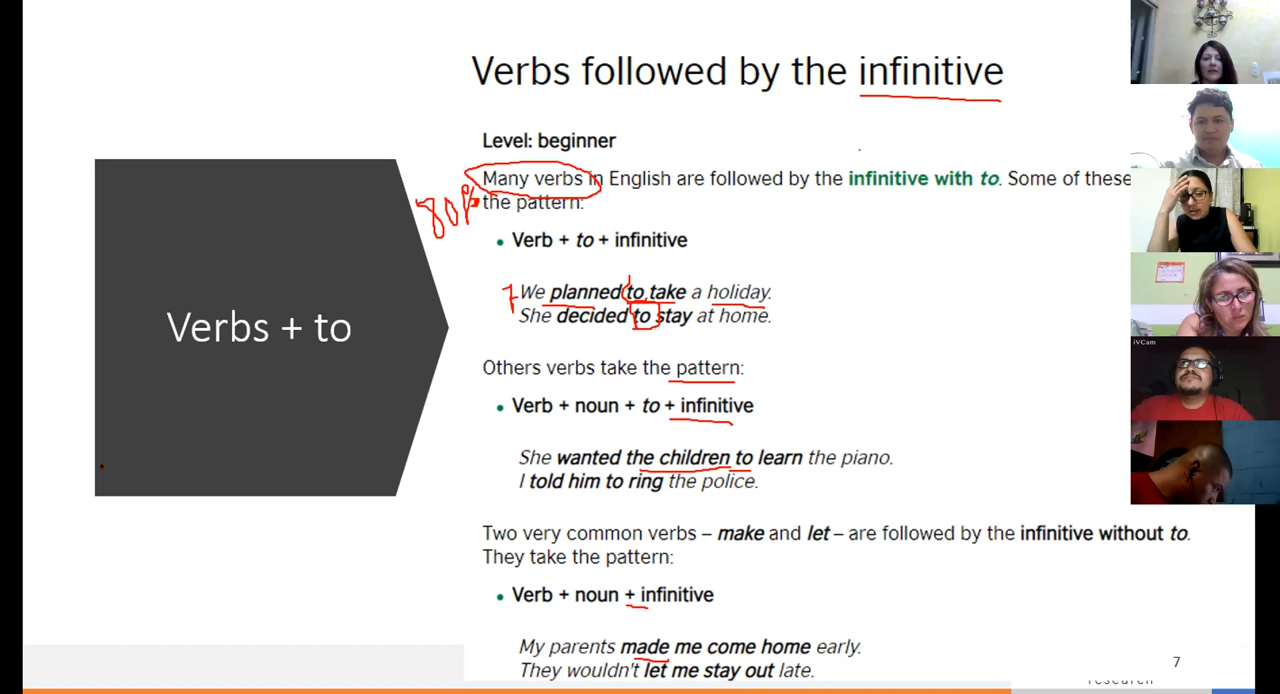 Verbs followed by the infinitive
Level: beginner
Many verbs in English are followed by the infinitive with to. Some of these
80%
the pattern:
• Verb + to + infinitive
We planned to take a holiday.
She decided to stay at home.
Verbs + to
Others verbs take the pattern:
• Verb + noun + to + infinitive
She wanted the children to learn the piano.
I told him to ring the police.
Two very common verbs – make and let – are followed by the infinitive without to.
They take the pattern:
• Verb + noun + infinitive
My parents made me come home early.
They wouldn't let me stay out late.
7
research
iVCam